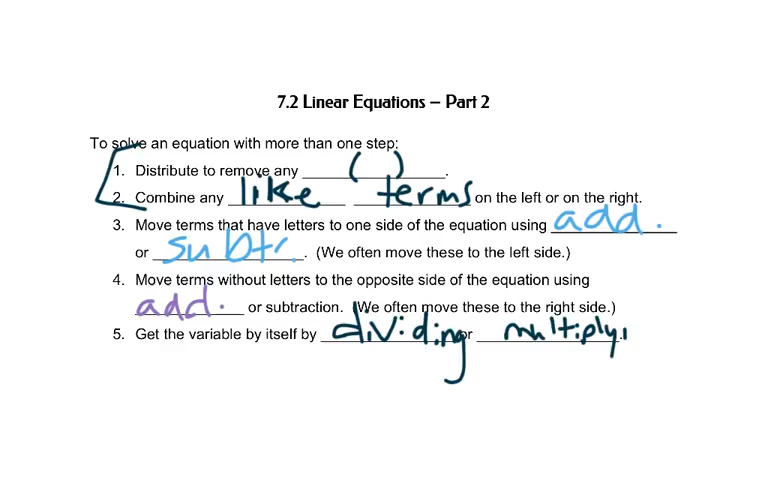 7.2 Linear Equations – Part 2
To solve an equation with more than one step:
1. Distribute to remove any ( ).
2. Combine any like terms on the left or on the right.
3. Move terms that have letters to one side of the equation using add.
or subtr. (We often move these to the left side.)
4. Move terms without letters to the opposite side of the equation using
add. or subtraction. (We often move these to the right side.)
5. Get the variable by itself by dividing or multiplyi.